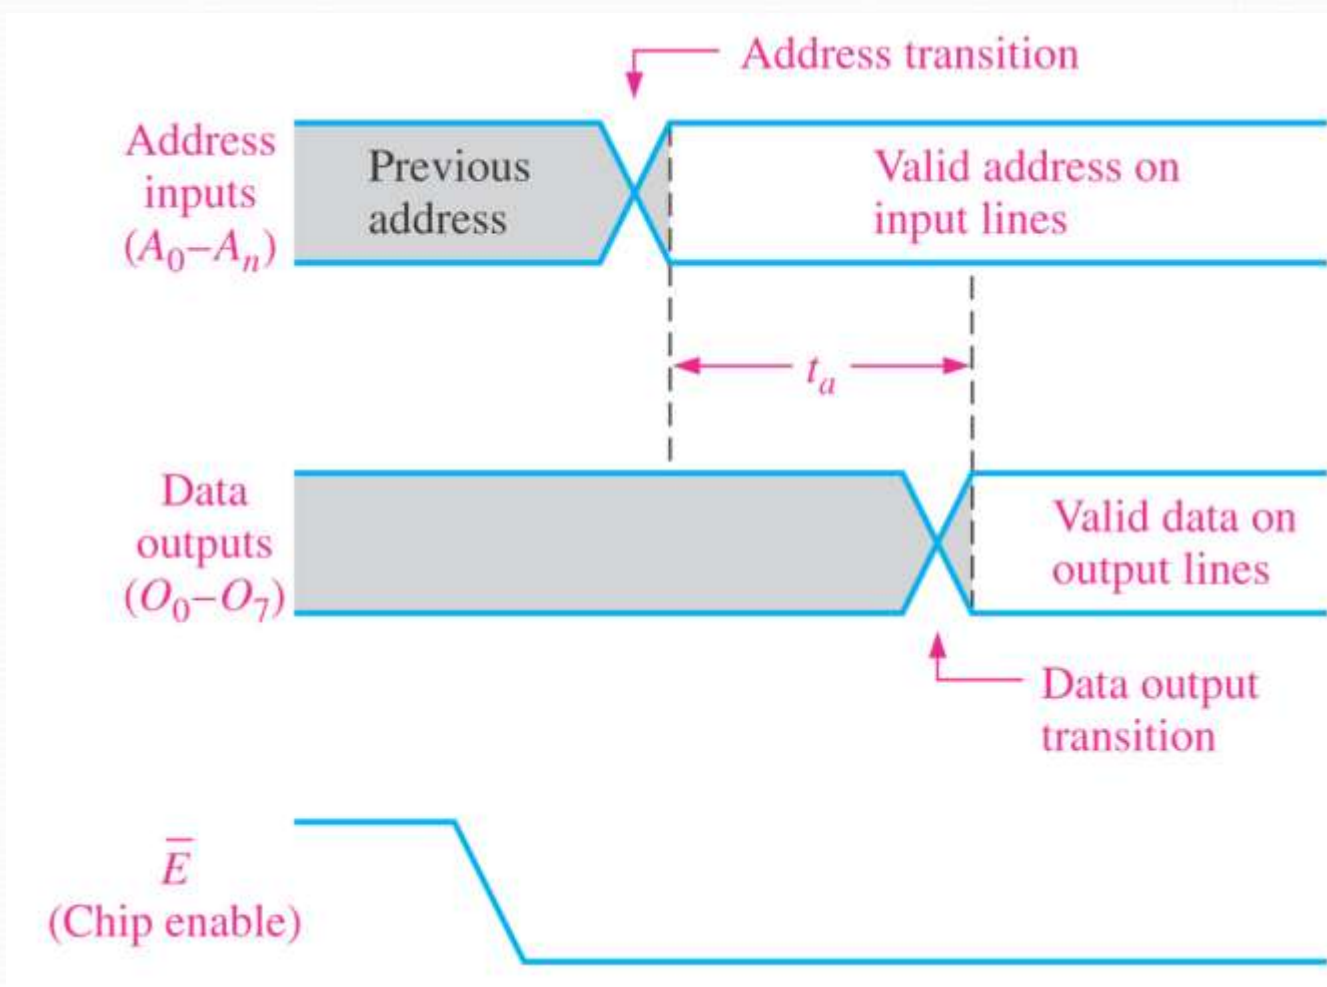 Address transition
Address
inputs
(A₀–Aₙ)
Previous
address
Valid address on
input lines
tₐ
Data
outputs
(O₀–O₇)
Valid data on
output lines
Data output
transition
E̅
(Chip enable)